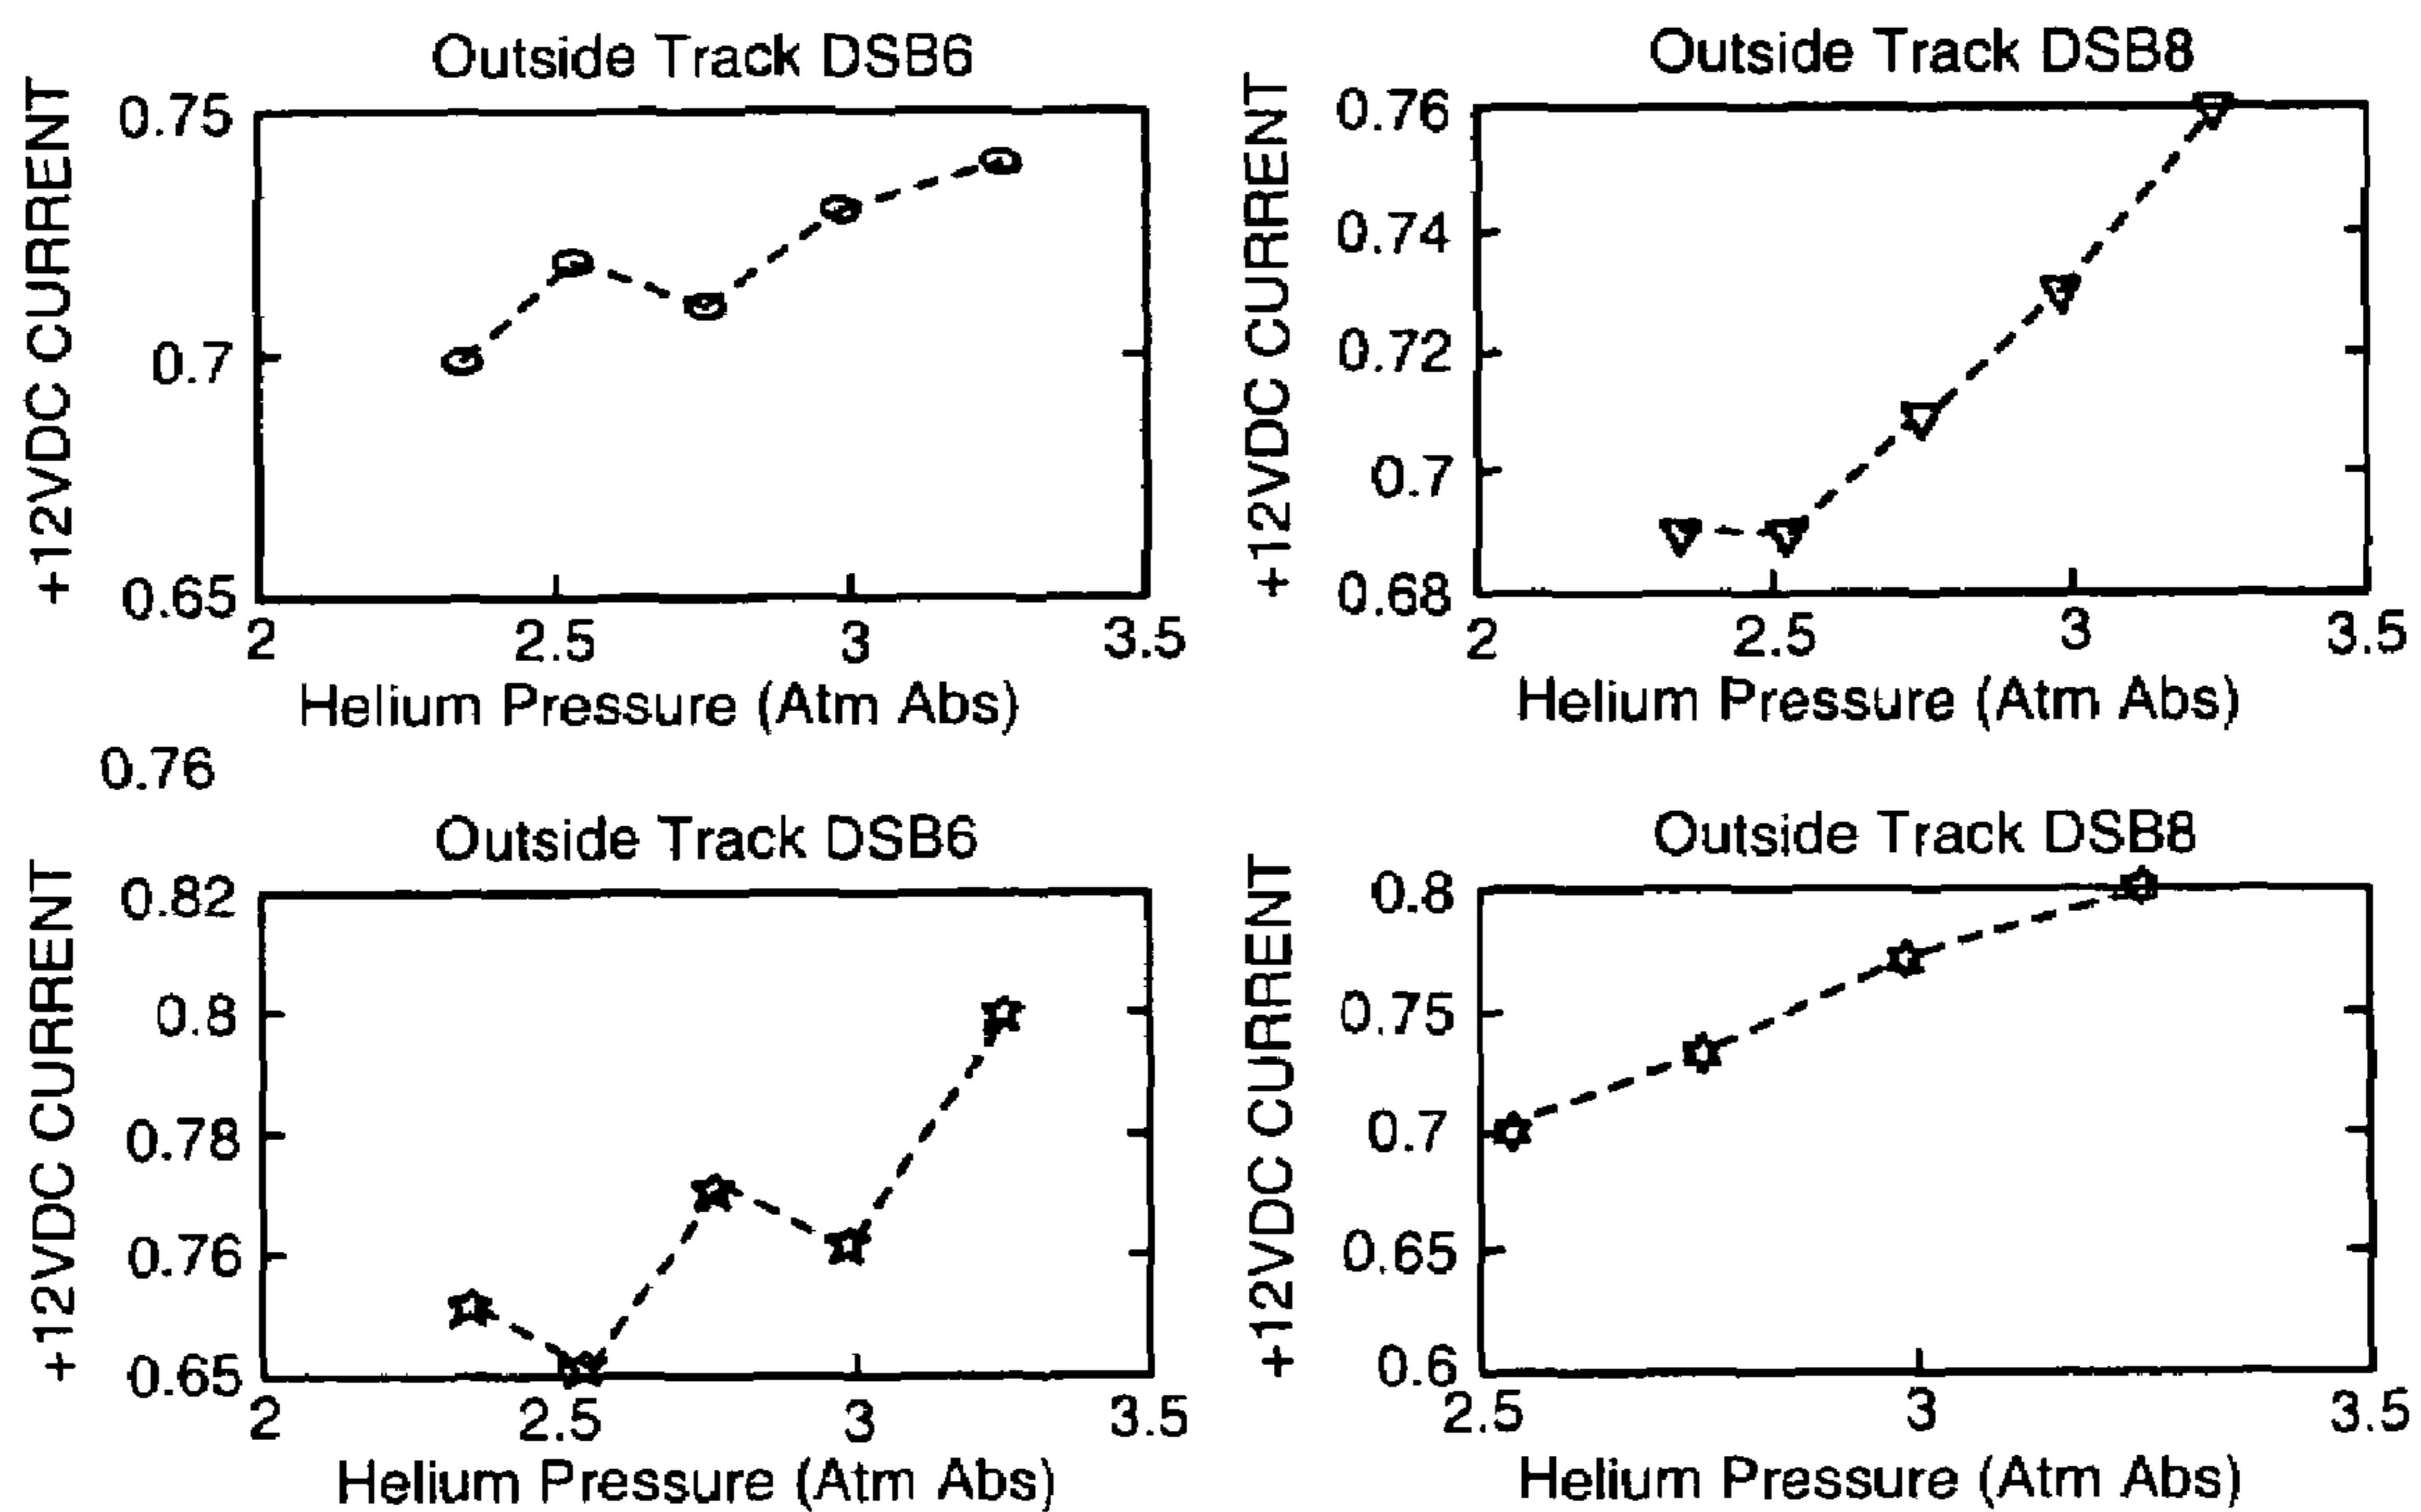 Outside Track DSB6
+12VDC CURRENT
0.75
0.7
0.65
2 2.5 3 3.5
Helium Pressure (Atm Abs)
Outside Track DSB8
+12VDC CURRENT
0.76
0.74
0.72
0.7
0.68
2 2.5 3 3.5
Helium Pressure (Atm Abs)
0.76
Outside Track DSB6
+12VDC CURRENT
0.82
0.8
0.78
0.76
0.65
2 2.5 3 3.5
Helium Pressure (Atm Abs)
Outside Track DSB8
+12VDC CURRENT
0.8
0.75
0.7
0.65
0.6
2.5 3 3.5
Helium Pressure (Atm Abs)